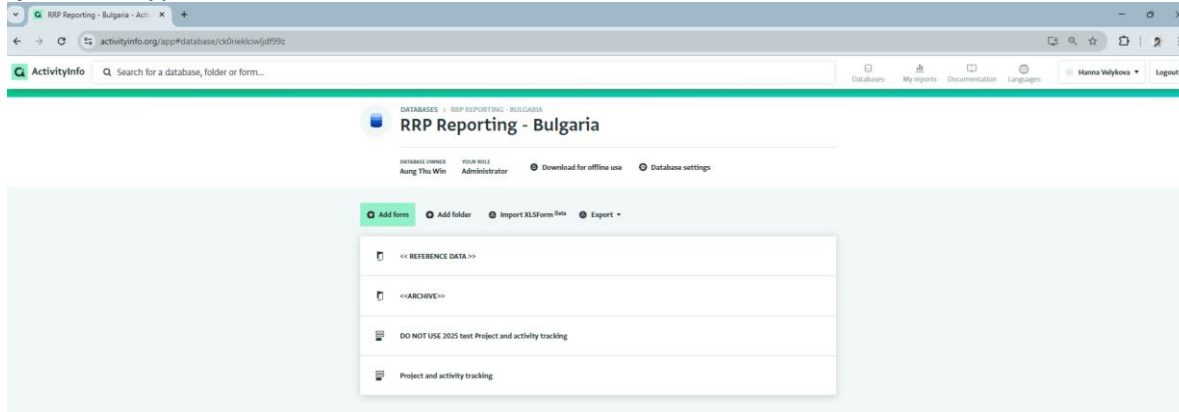 RRP Reporting - Bulgaria - Activ
activityinfo.org/app#database/ck0rieklciwljdf99z
ActivityInfo
Search for a database, folder or form...
Databases
My reports
Documentation
Languages
Hanna Velykova
Logout
DATABASES > RRP REPORTING - BULGARIA
RRP Reporting - Bulgaria
DATABASE OWNER
Aung Thu Win
YOUR ROLE
Administrator
Download for offline use
Database settings
Add form
Add folder
Import XLSForm Beta
Export
<< REFERENCE DATA >>
<<ARCHIVE>>
DO NOT USE 2025 test Project and activity tracking
Project and activity tracking